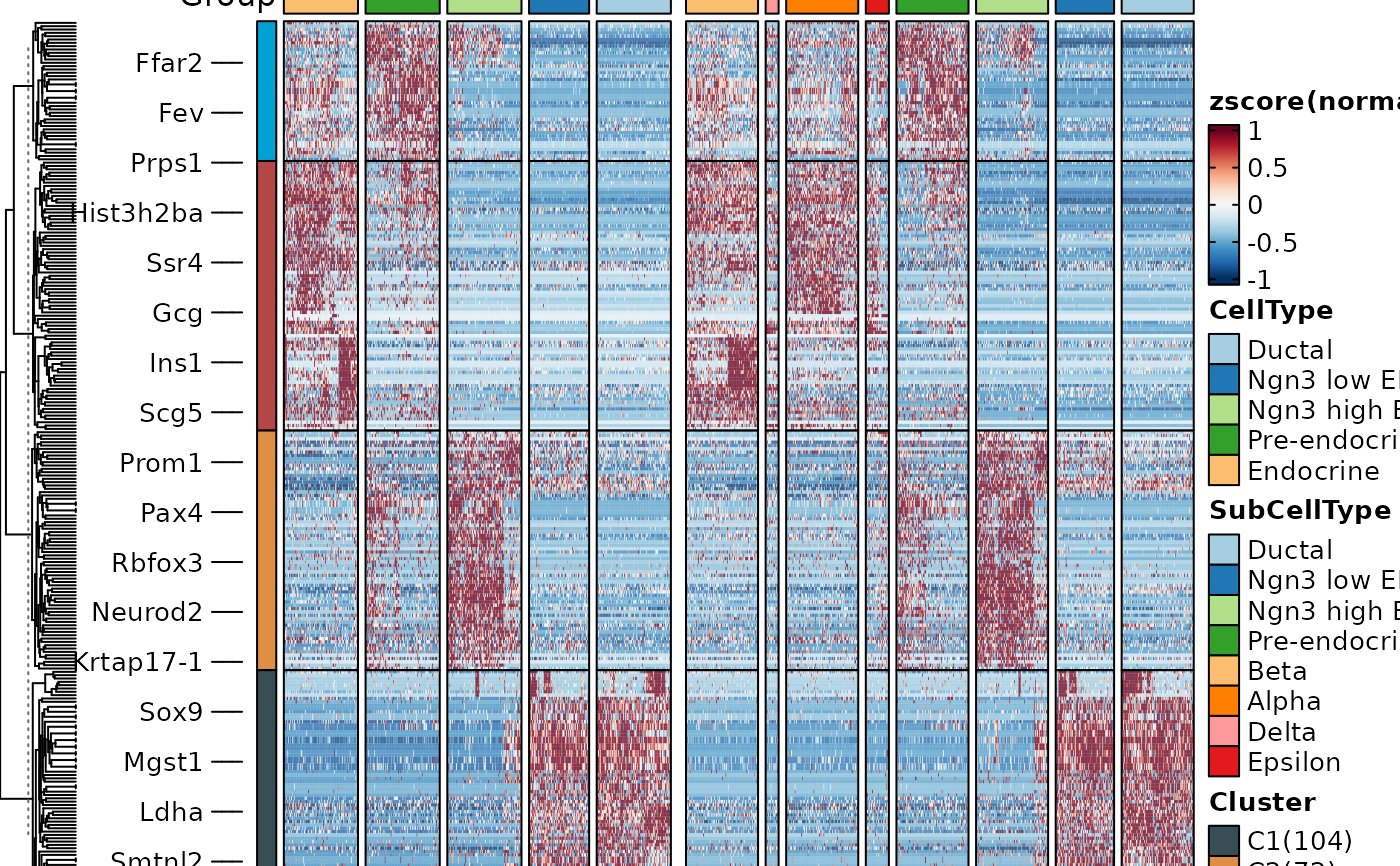 Group
Ffar2
Fev
Prps1
Hist3h2ba
Ssr4
Gcg
Ins1
Scg5
Prom1
Pax4
Rbfox3
Neurod2
Krtap17-1
Sox9
Mgst1
Ldha
Smtnl2
zscore(norma
1
0.5
0
-0.5
-1
CellType
Ductal
Ngn3 low E
Ngn3 high E
Pre-endocri
Endocrine
SubCellType
Ductal
Ngn3 low E
Ngn3 high E
Pre-endocri
Beta
Alpha
Delta
Epsilon
Cluster
C1(104)